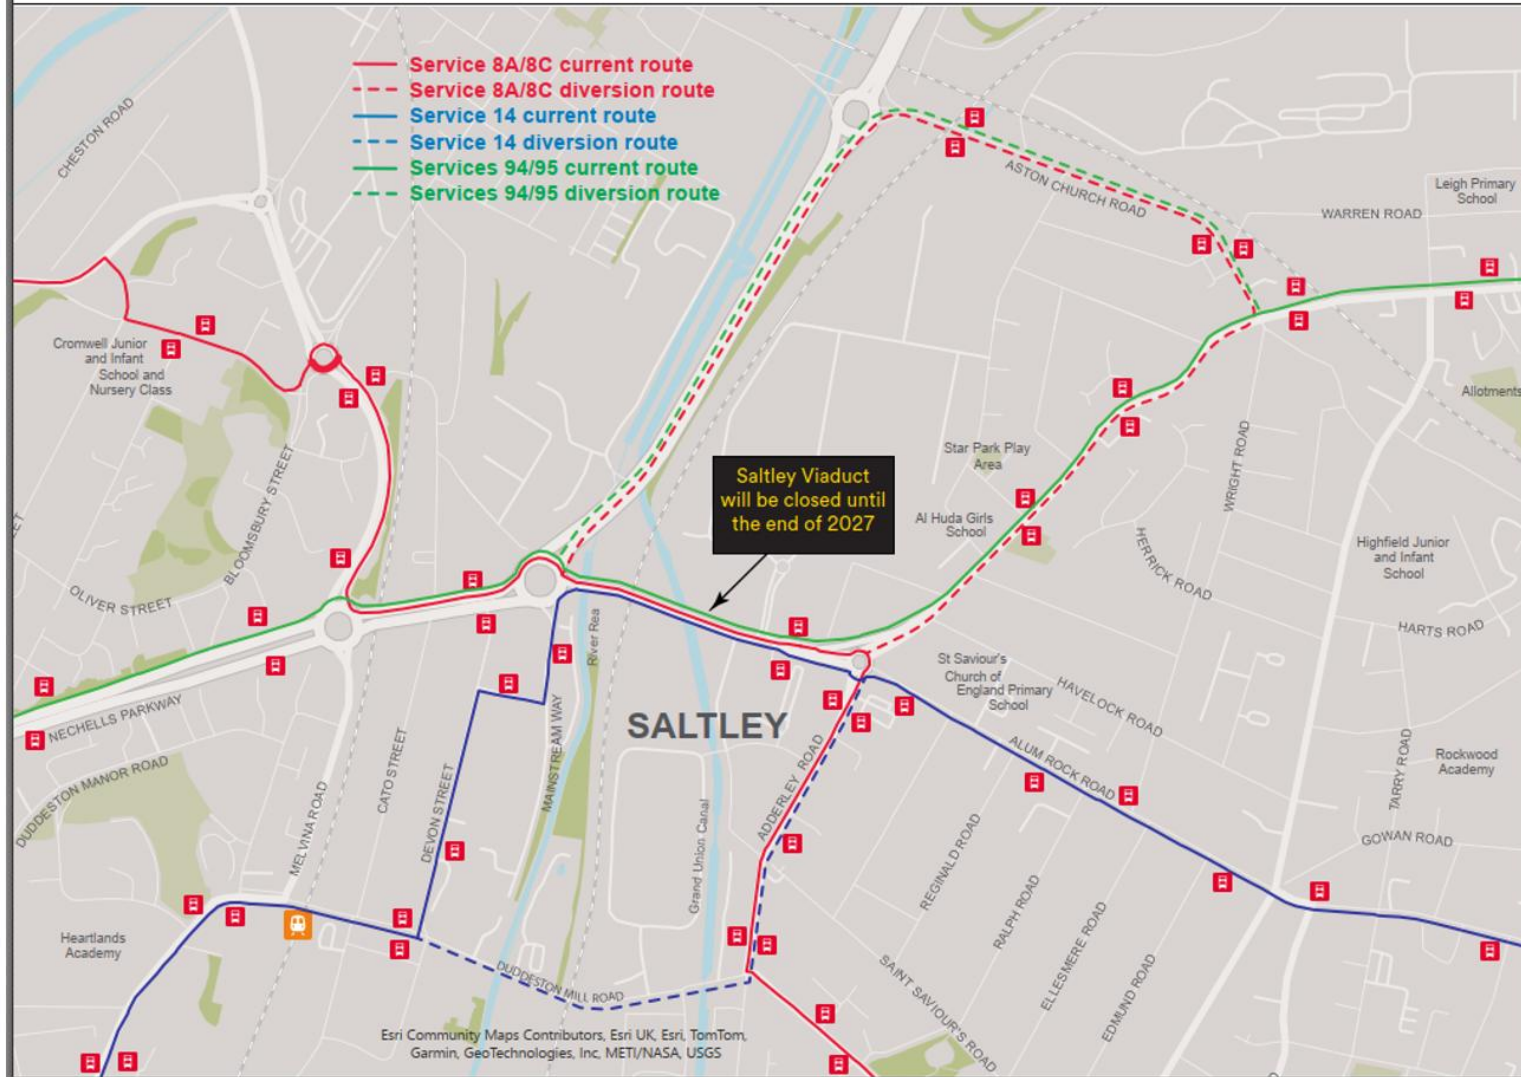 Service 8A/8C current route
Service 8A/8C diversion route
Service 14 current route
Service 14 diversion route
Services 94/95 current route
Services 94/95 diversion route
CHESTON ROAD
ASTON CHURCH ROAD
Leigh Primary
School
WARREN ROAD
Cromwell Junior
and Infant
School and
Nursery Class
Allotments
Star Park Play
Area
WRIGHT ROAD
BLOOMSBURY STREET
Saltley Viaduct
will be closed until
the end of 2027
Al Huda Girls
School
HERRICK ROAD
Highfield Junior
and Infant
School
OLIVER STREET
River Rea
HARTS ROAD
St Saviour's
Church of
England Primary
School
HAVELOCK ROAD
NECHELLS PARKWAY
SALTLEY
MAINSTREAM WAY
ALUM ROCK ROAD
TARRY ROAD
Rockwood
Academy
DUDDESTON MANOR ROAD
CATO STREET
MELVINA ROAD
DEVON STREET
ADDERLEY ROAD
GOWAN ROAD
Grand Union Canal
REGINALD ROAD
RALPH ROAD
ELLESMERE ROAD
EDMUND ROAD
Heartlands
Academy
DUDDESTON MILL ROAD
SAINT SAVIOUR'S ROAD
Esri Community Maps Contributors, Esri UK, Esri, TomTom,
Garmin, GeoTechnologies, Inc, METI/NASA, USGS